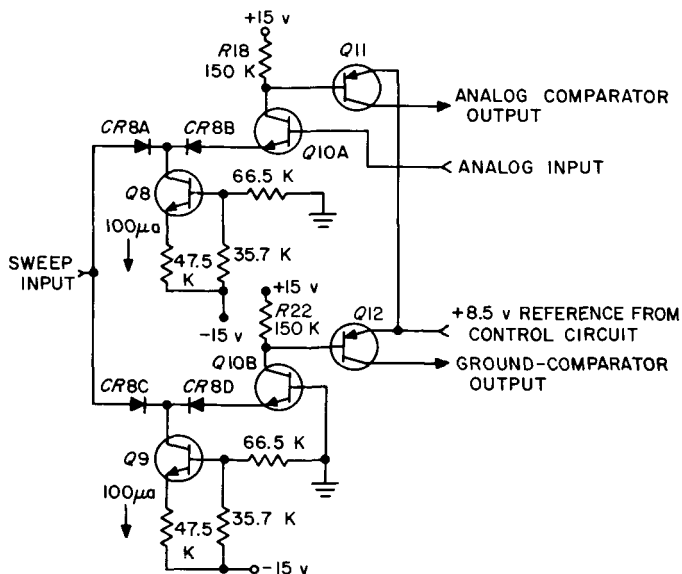 +15 v
R18
150 K
Q11
ANALOG COMPARATOR
OUTPUT
CR8A
CR8B
Q10A
ANALOG INPUT
Q8
66.5 K
100μa
SWEEP
INPUT
47.5
K
35.7 K
+15 v
-15 v
R22
150 K
Q12
+8.5 v REFERENCE FROM
CONTROL CIRCUIT
Q10B
GROUND-COMPARATOR
OUTPUT
CR8C
CR8D
Q9
66.5 K
100μa
47.5
K
35.7 K
-15 v